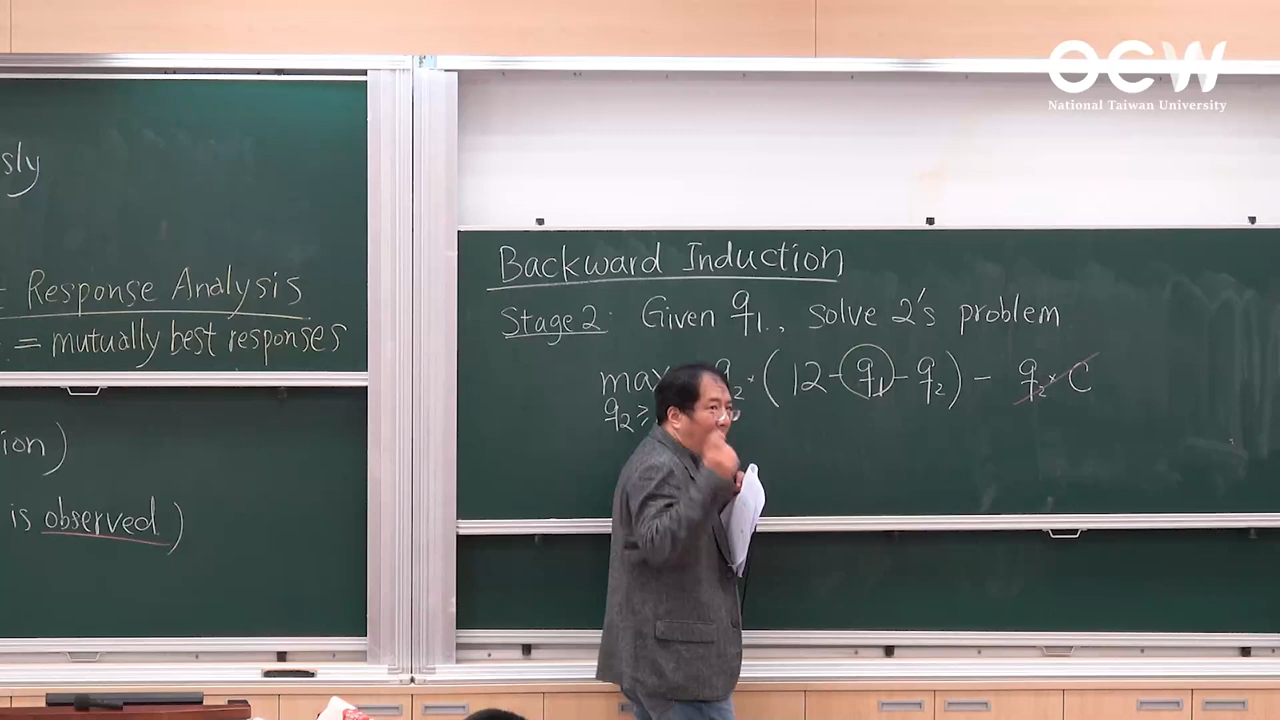 OCW
National Taiwan University
sly
Response Analysis
= mutually best responses
ion)
is observed)
Backward Induction
Stage 2: Given q₁, solve 2's problem
q₂·(12-q₁-q₂) - q₂·C
q₂≥